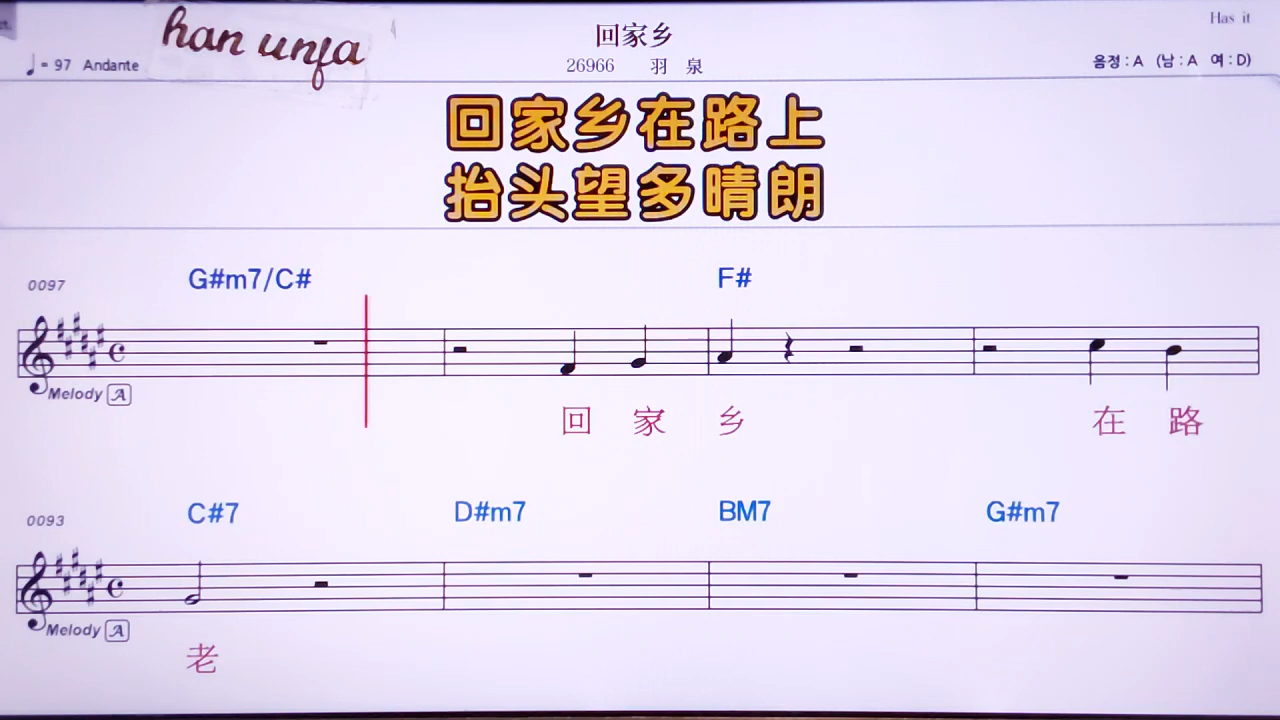 han unfa
回家乡
Has it
♩= 97 Andante
26966 羽 泉
음정 : A (남 : A 여 : D)
回家乡在路上
抬头望多晴朗
0097 G#m7/C# F#
Melody A
回 家 乡 在 路
0093 C#7 D#m7 BM7 G#m7
Melody A
老